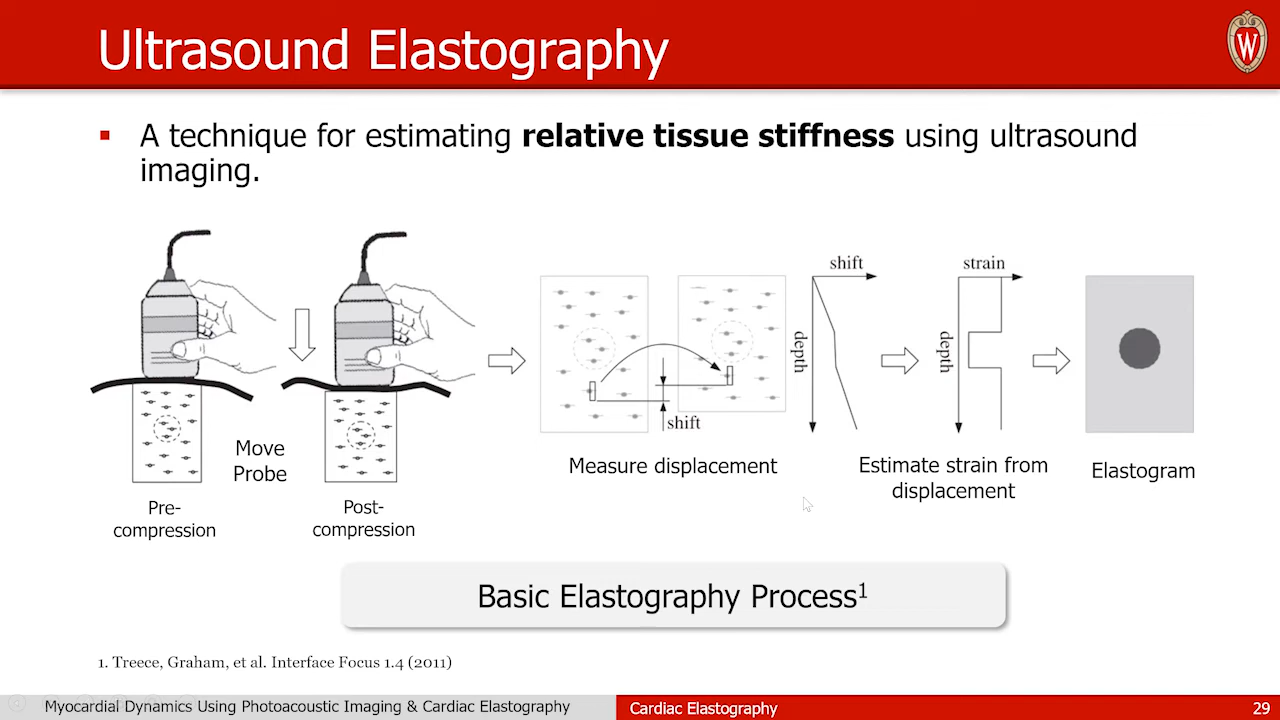 Ultrasound Elastography
W
▪ A technique for estimating relative tissue stiffness using ultrasound
imaging.
Move
Probe
Pre-
compression
Post-
compression
shift
Measure displacement
shift
depth
strain
depth
Estimate strain from
displacement
Elastogram
Basic Elastography Process¹
1. Treece, Graham, et al. Interface Focus 1.4 (2011)
Myocardial Dynamics Using Photoacoustic Imaging & Cardiac Elastography
Cardiac Elastography
29